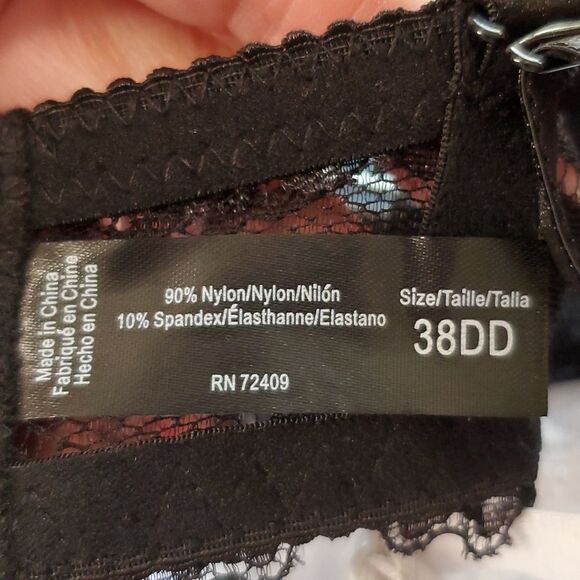 Made in China
Fabriqué en Chine
Hecho en China
90% Nylon/Nylon/Nilón
10% Spandex/Élasthanne/Elastano
RN 72409
Size/Taille/Talla
38DD